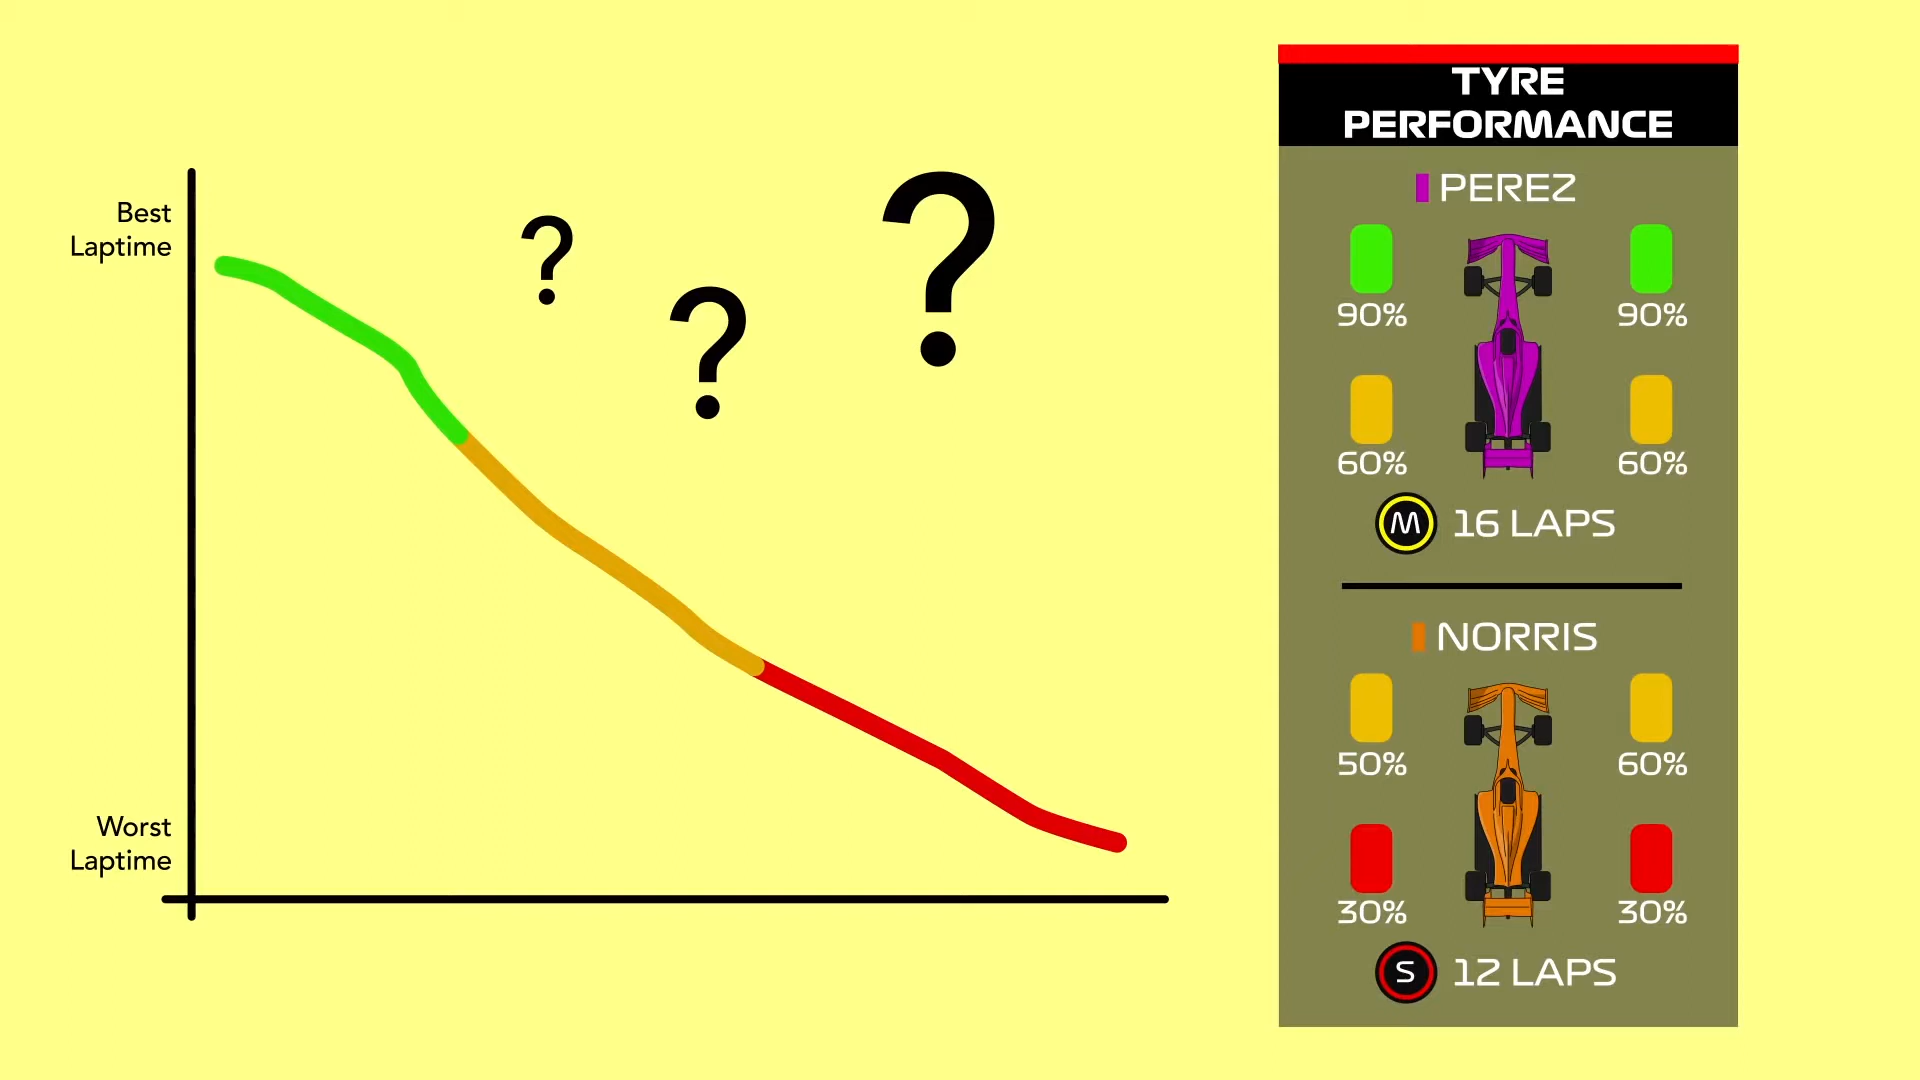 Best
Laptime
?
?
?
Worst
Laptime
TYRE
PERFORMANCE
PEREZ
90% 90%
60% 60%
M 16 LAPS
NORRIS
50% 60%
30% 30%
S 12 LAPS